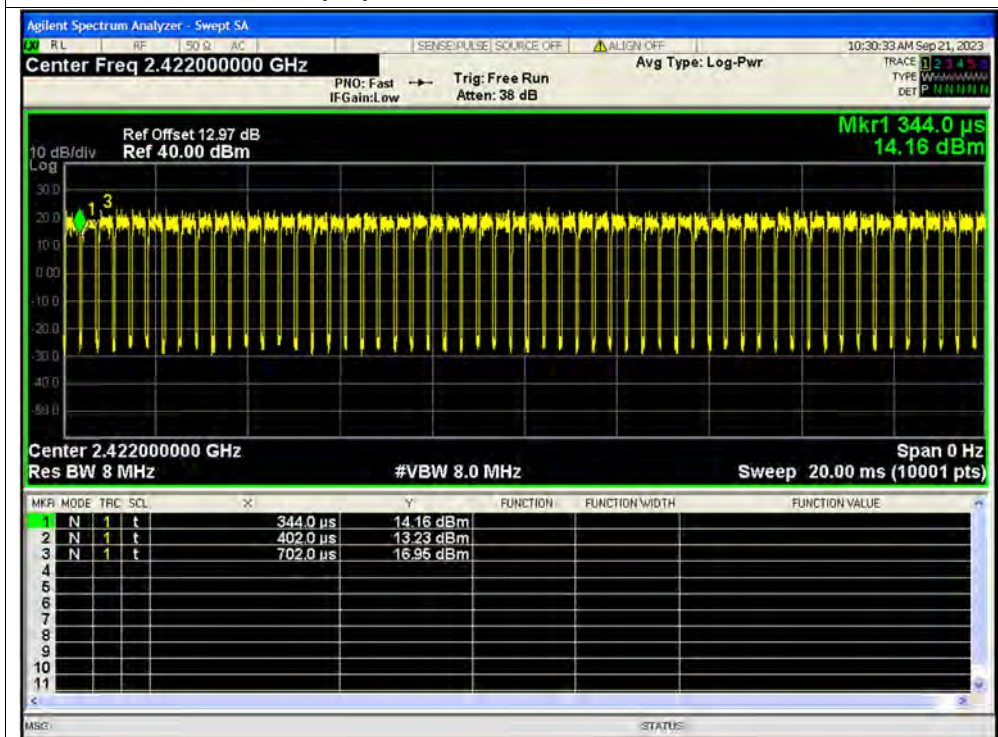 Agilent Spectrum Analyzer - Swept SA
RL RF 50 Ω AC SENSE:PULSE SOURCE OFF ALIGN OFF 10:30:33 AM Sep 21, 2023
Center Freq 2.422000000 GHz Avg Type: Log-Pwr TRACE 1 2 3 4 5 6
PNO: Fast Trig: Free Run TYPE
IFGain:Low Atten: 38 dB DET P N N N N N
Mkr1 344.0 µs
Ref Offset 12.97 dB
10 dB/div Ref 40.00 dBm 14.16 dBm
Log
30.0
20.0
10.0
0.00
-10.0
-20.0
-30.0
-40.0
-50.0
1 3
Center 2.422000000 GHz Span 0 Hz
Res BW 8 MHz #VBW 8.0 MHz Sweep 20.00 ms (10001 pts)
MKR MODE TRC SCL X Y FUNCTION FUNCTION WIDTH FUNCTION VALUE
1 N 1 t 344.0 µs 14.16 dBm
2 N 1 t 402.0 µs 13.23 dBm
3 N 1 t 702.0 µs 16.95 dBm
4
5
6
7
8
9
10
11
MSG STATUS